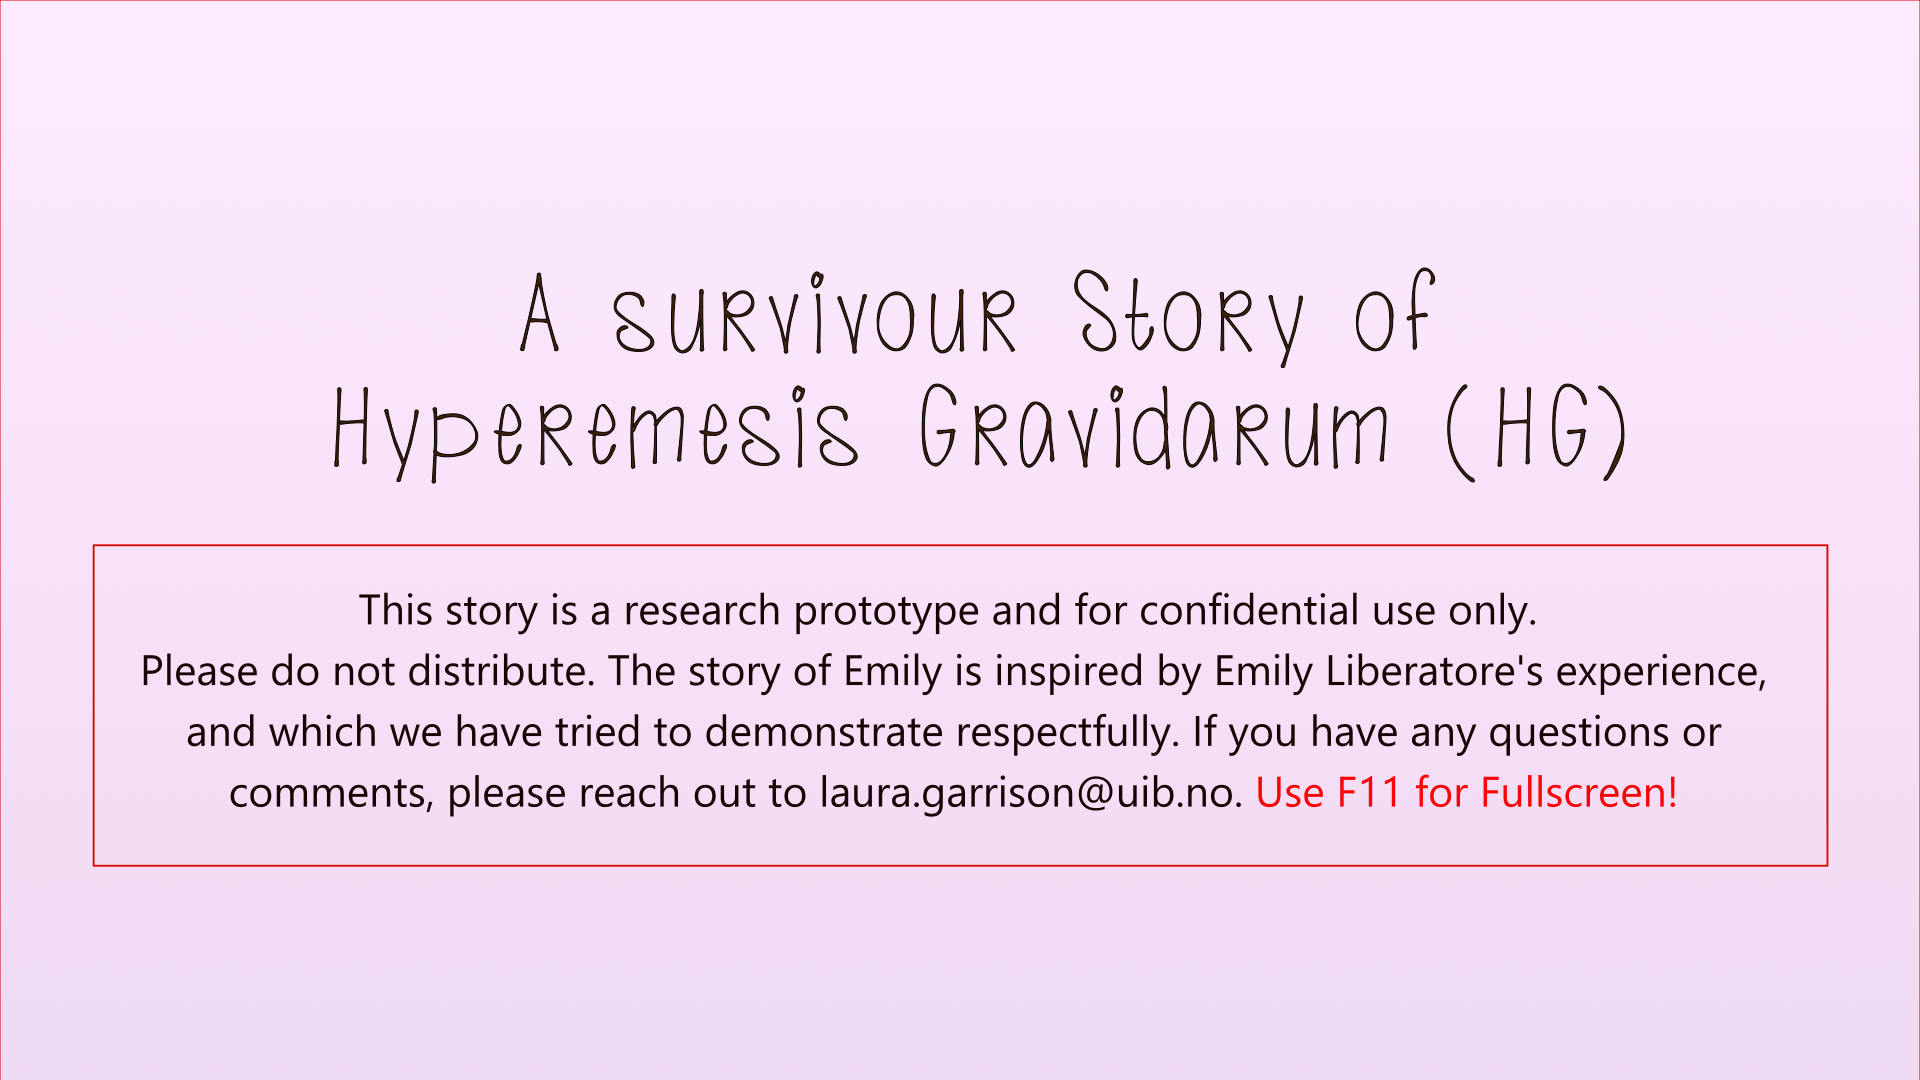 A survivour Story of
Hyperemesis Gravidarum (HG)
This story is a research prototype and for confidential use only.
Please do not distribute. The story of Emily is inspired by Emily Liberatore's experience,
and which we have tried to demonstrate respectfully. If you have any questions or
comments, please reach out to laura.garrison@uib.no. Use F11 for Fullscreen!